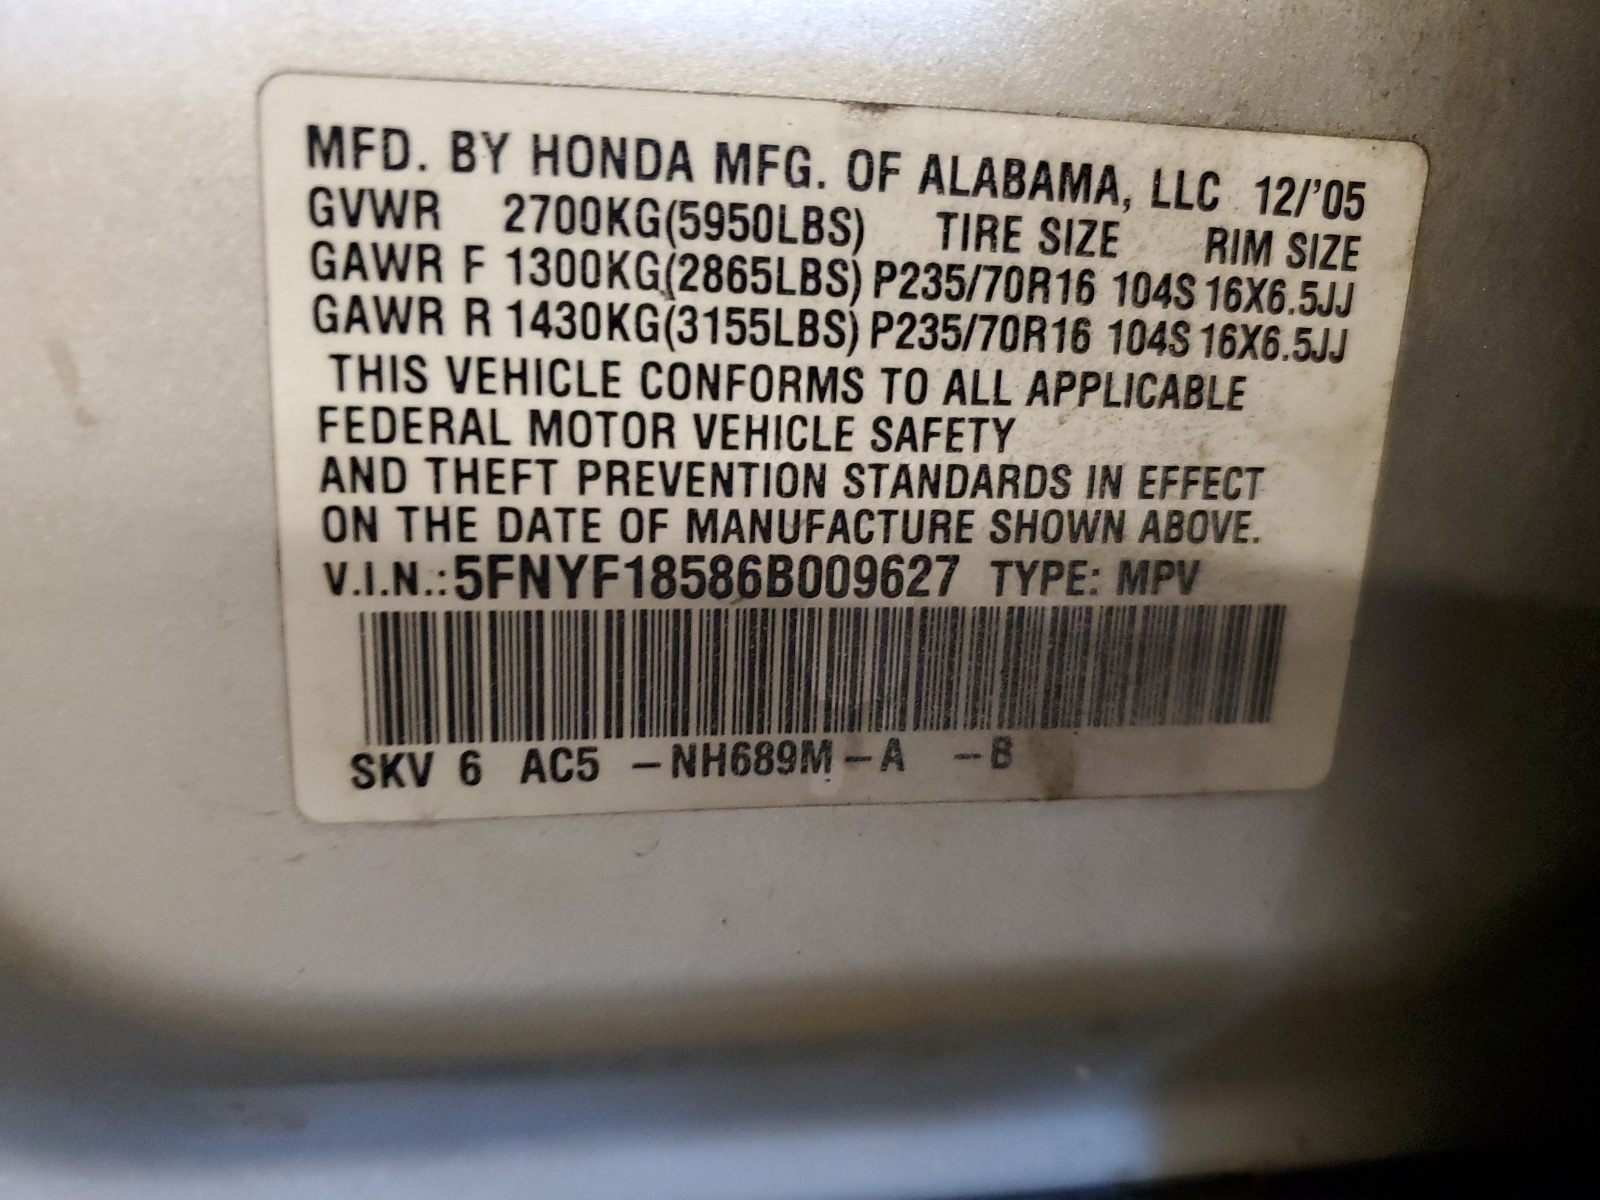 MFD. BY HONDA MFG. OF ALABAMA, LLC 12/'05
GVWR 2700KG(5950LBS) TIRE SIZE RIM SIZE
GAWR F 1300KG(2865LBS) P235/70R16 104S 16X6.5JJ
GAWR R 1430KG(3155LBS) P235/70R16 104S 16X6.5JJ
THIS VEHICLE CONFORMS TO ALL APPLICABLE
FEDERAL MOTOR VEHICLE SAFETY
AND THEFT PREVENTION STANDARDS IN EFFECT
ON THE DATE OF MANUFACTURE SHOWN ABOVE.
V.I.N.: 5FNYF18586B009627 TYPE: MPV
SKV 6 AC5 –NH689M–A –B